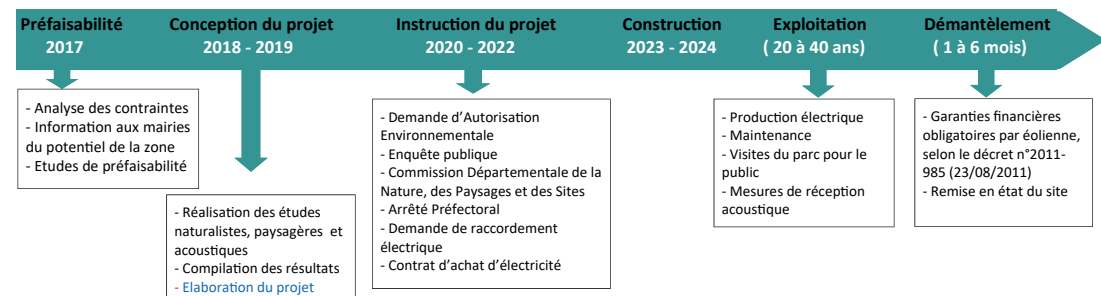 Préfaisabilité
2017
Conception du projet
2018 - 2019
Instruction du projet
2020 - 2022
Construction
2023 - 2024
Exploitation
( 20 à 40 ans)
Démantèlement
( 1 à 6 mois)
- Analyse des contraintes
- Information aux mairies
du potentiel de la zone
- Etudes de préfaisabilité
- Réalisation des études
naturalistes, paysagères et
acoustiques
- Compilation des résultats
- Elaboration du projet
- Demande d’Autorisation
Environnementale
- Enquête publique
- Commission Départementale de la
Nature, des Paysages et des Sites
- Arrêté Préfectoral
- Demande de raccordement
électrique
- Contrat d’achat d’électricité
- Production électrique
- Maintenance
- Visites du parc pour le
public
- Mesures de réception
acoustique
- Garanties financières
obligatoires par éolienne,
selon le décret n°2011-
985 (23/08/2011)
- Remise en état du site